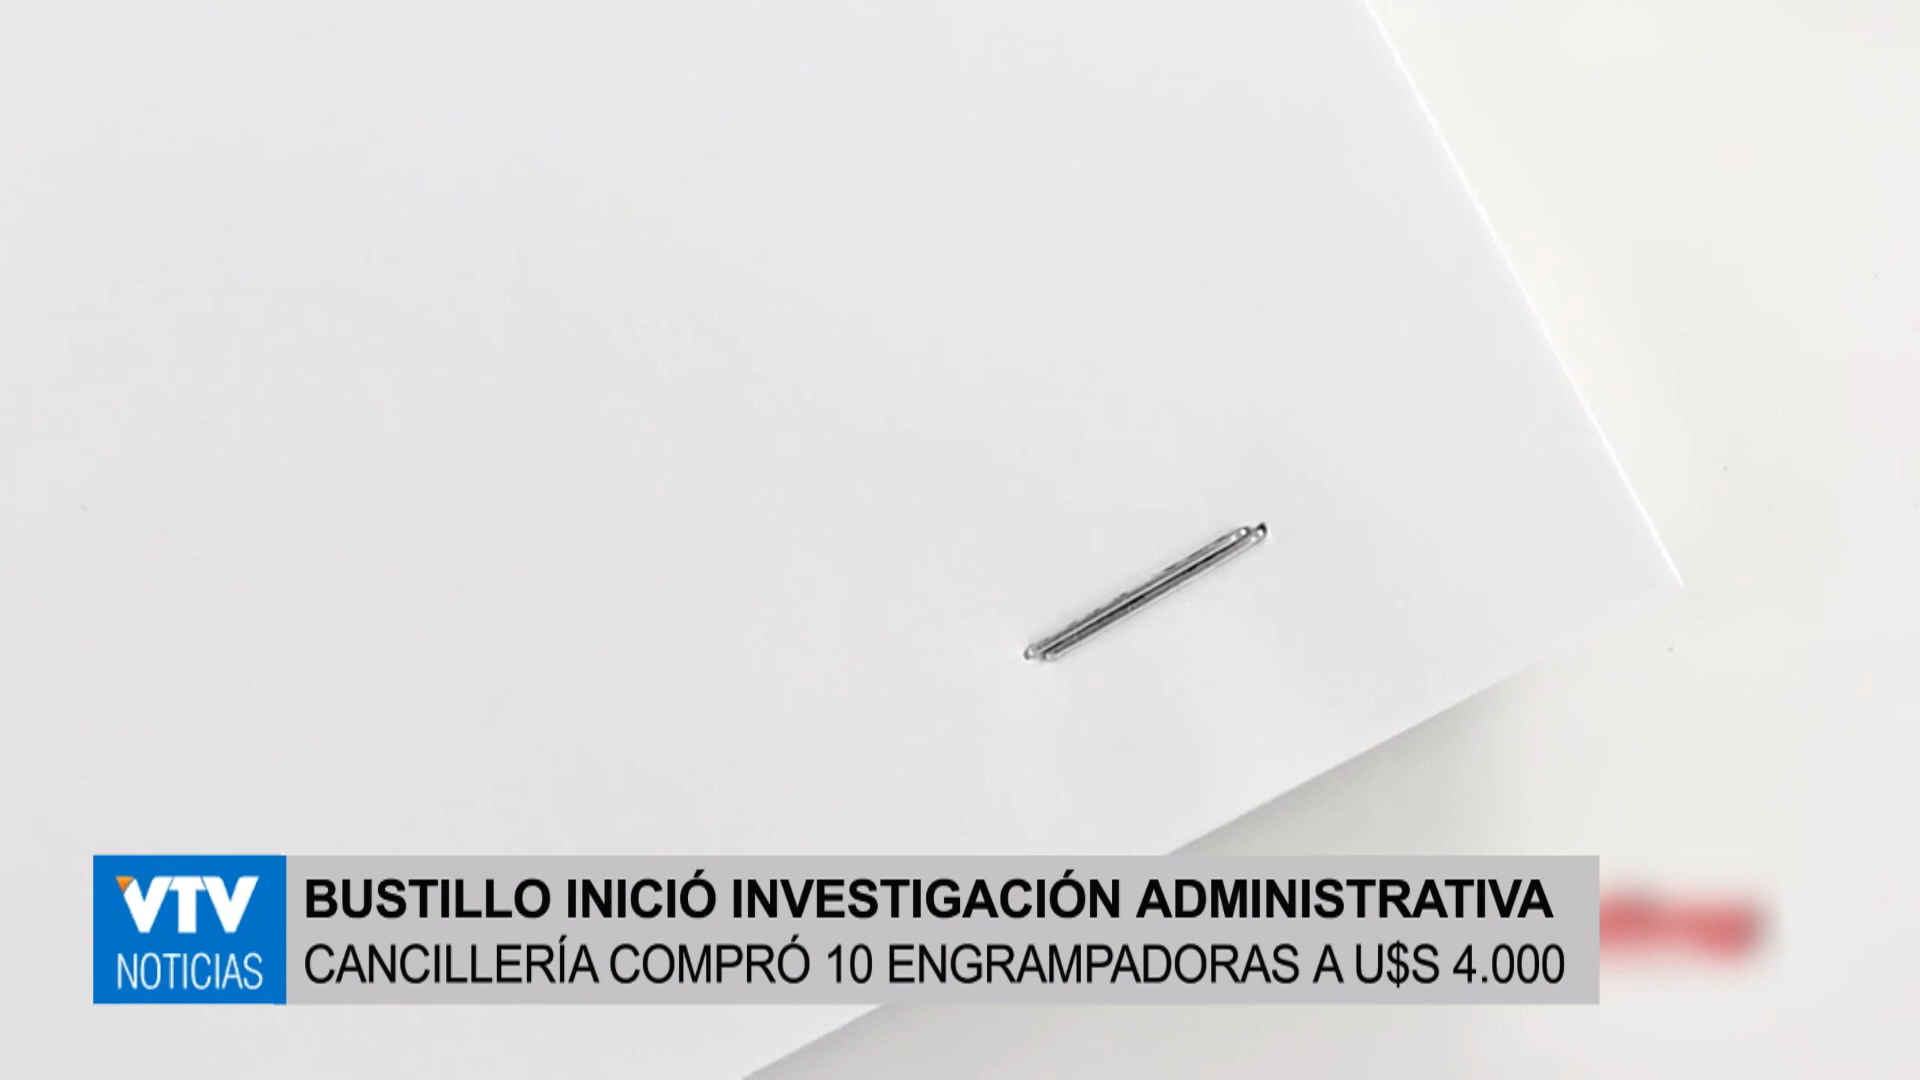 VTV
NOTICIAS
BUSTILLO INICIÓ INVESTIGACIÓN ADMINISTRATIVA
CANCILLERÍA COMPRÓ 10 ENGRAMPADORAS A U$S 4.000